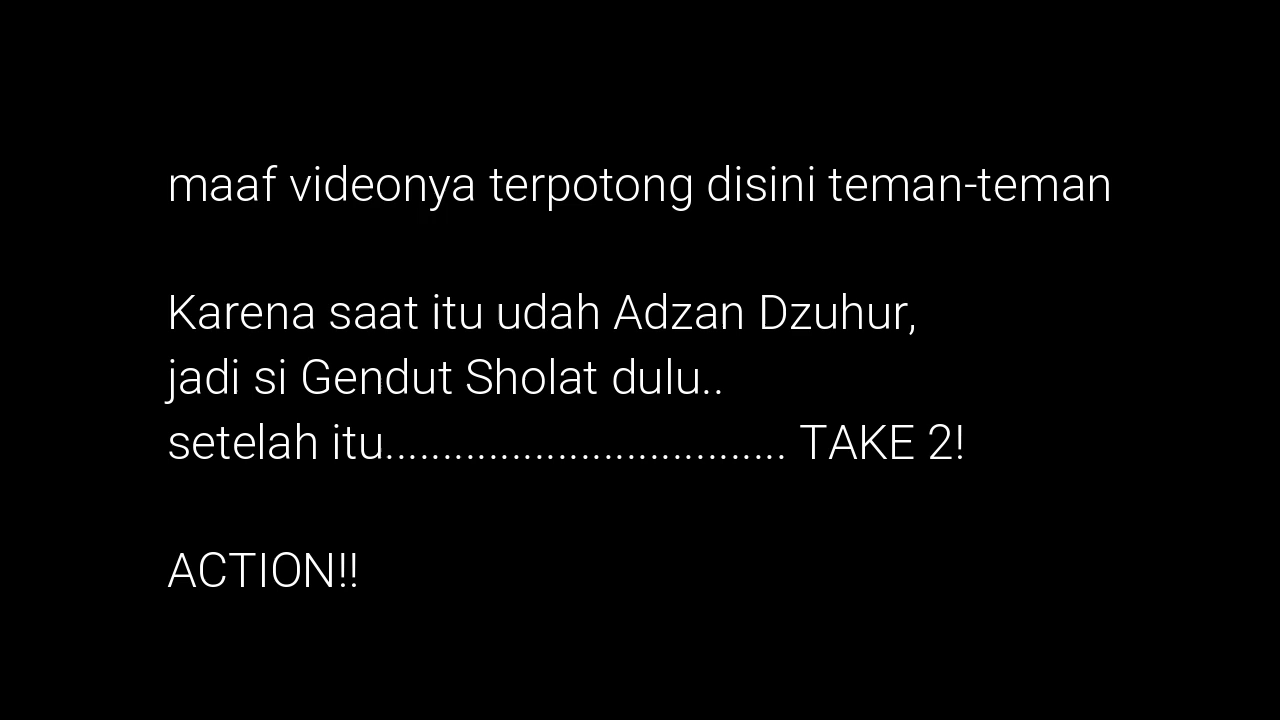 maaf videonya terpotong disini teman-teman
Karena saat itu udah Adzan Dzuhur,
jadi si Gendut Sholat dulu..
setelah itu................................... TAKE 2!
ACTION!!